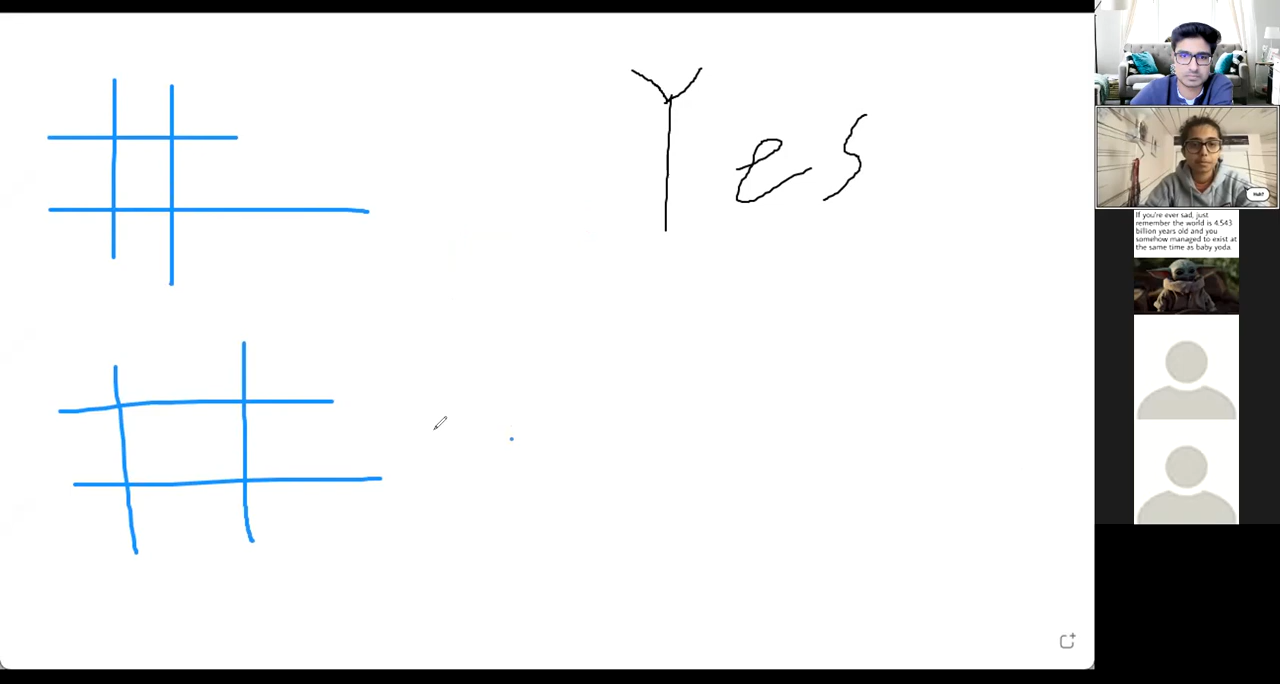 Yes
Huh?
If you're ever sad, just
remember the world is 4.543
billion years old and you
somehow managed to exist at
the same time as baby yoda.